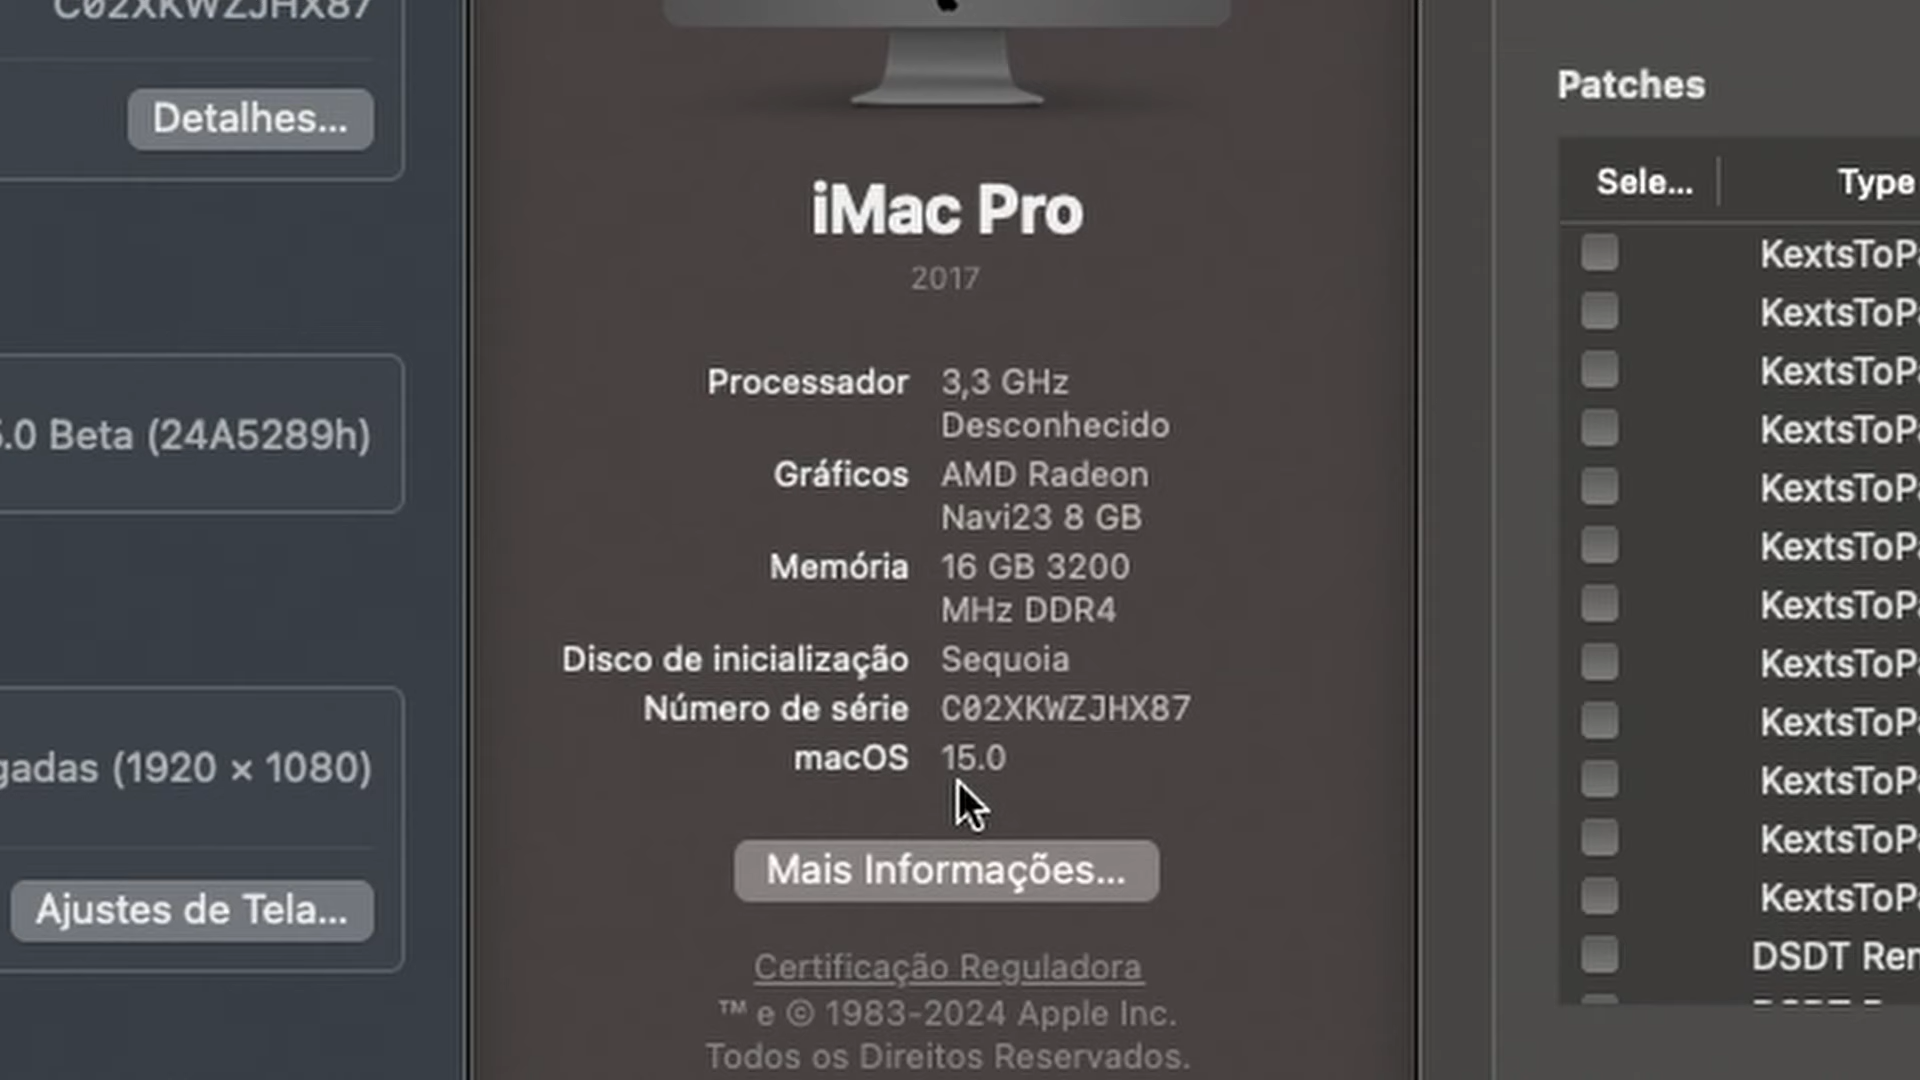 C02XKWZJHX87
Detalhes...
5.0 Beta (24A5289h)
gadas (1920 × 1080)
Ajustes de Tela...
iMac Pro
2017
Processador 3,3 GHz
Desconhecido
Gráficos AMD Radeon
Navi23 8 GB
Memória 16 GB 3200
MHz DDR4
Disco de inicialização Sequoia
Número de série C02XKWZJHX87
macOS 15.0
Mais Informações...
Certificação Reguladora
™ e © 1983-2024 Apple Inc.
Todos os Direitos Reservados.
Patches
Sele... Type
KextsToPa
KextsToPa
KextsToPa
KextsToPa
KextsToPa
KextsToPa
KextsToPa
KextsToPa
KextsToPa
KextsToPa
KextsToPa
KextsToPa
DSDT Ren